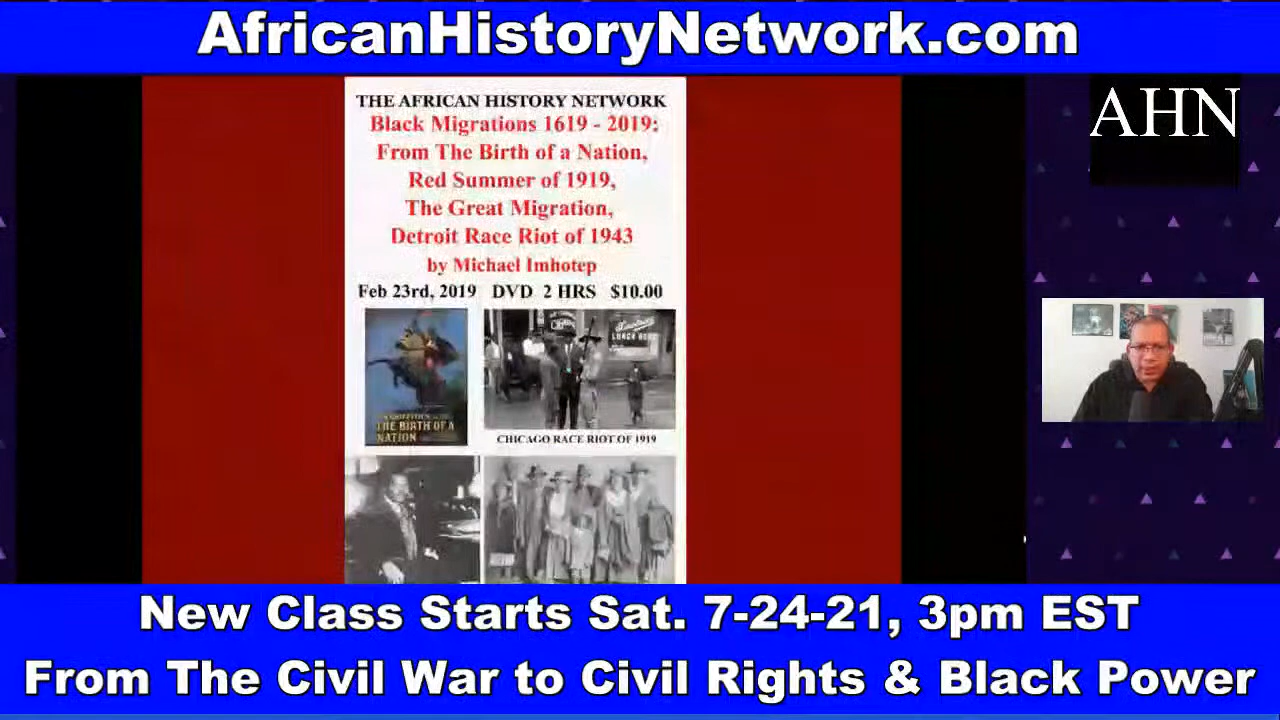 AfricanHistoryNetwork.com
AHN
THE AFRICAN HISTORY NETWORK
Black Migrations 1619 - 2019:
From The Birth of a Nation,
Red Summer of 1919,
The Great Migration,
Detroit Race Riot of 1943
by Michael Imhotep
Feb 23rd, 2019 DVD 2 HRS $10.00
THE BIRTH OF A
NATION
CHICAGO RACE RIOT OF 1919
New Class Starts Sat. 7-24-21, 3pm EST
From The Civil War to Civil Rights & Black Power